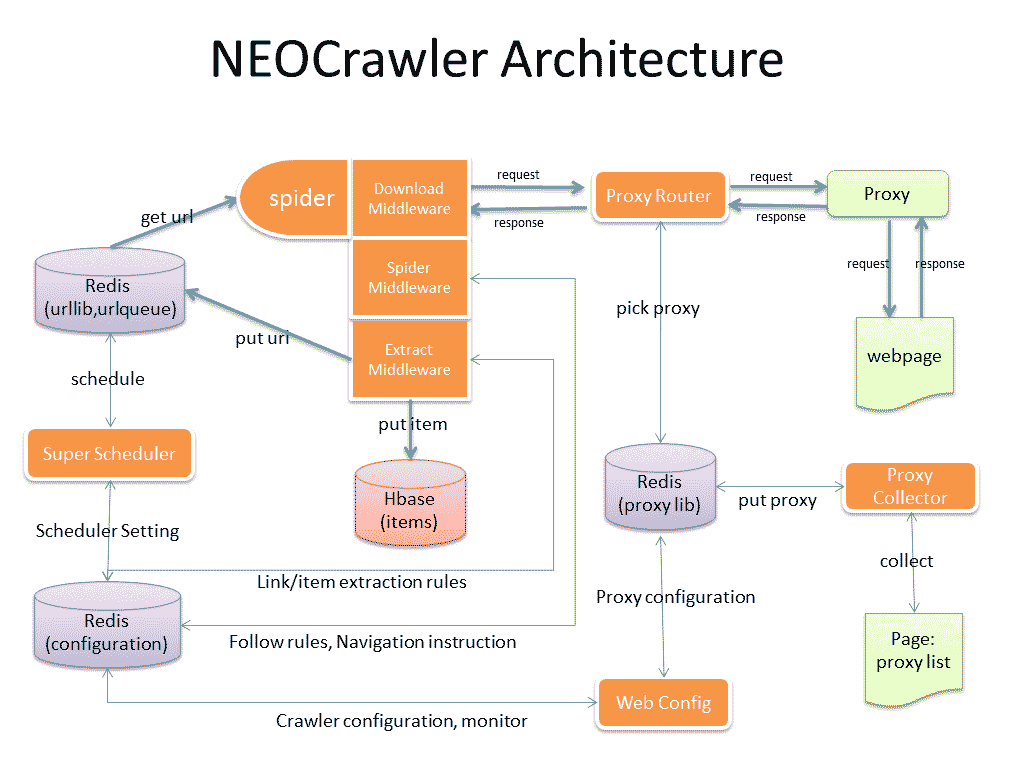 NEOCrawler Architecture
spider
Download
Middleware
request
response
Proxy Router
request
response
Proxy
get url
Spider
Middleware
request
response
Redis
(urllib,urlqueue)
pick proxy
put url
Extract
Middleware
webpage
schedule
put item
Super Scheduler
Hbase
(items)
Redis
(proxy lib)
put proxy
Proxy
Collector
Scheduler Setting
collect
Link/item extraction rules
Proxy configuration
Redis
(configuration)
Follow rules, Navigation instruction
Page:
proxy list
Web Config
Crawler configuration, monitor